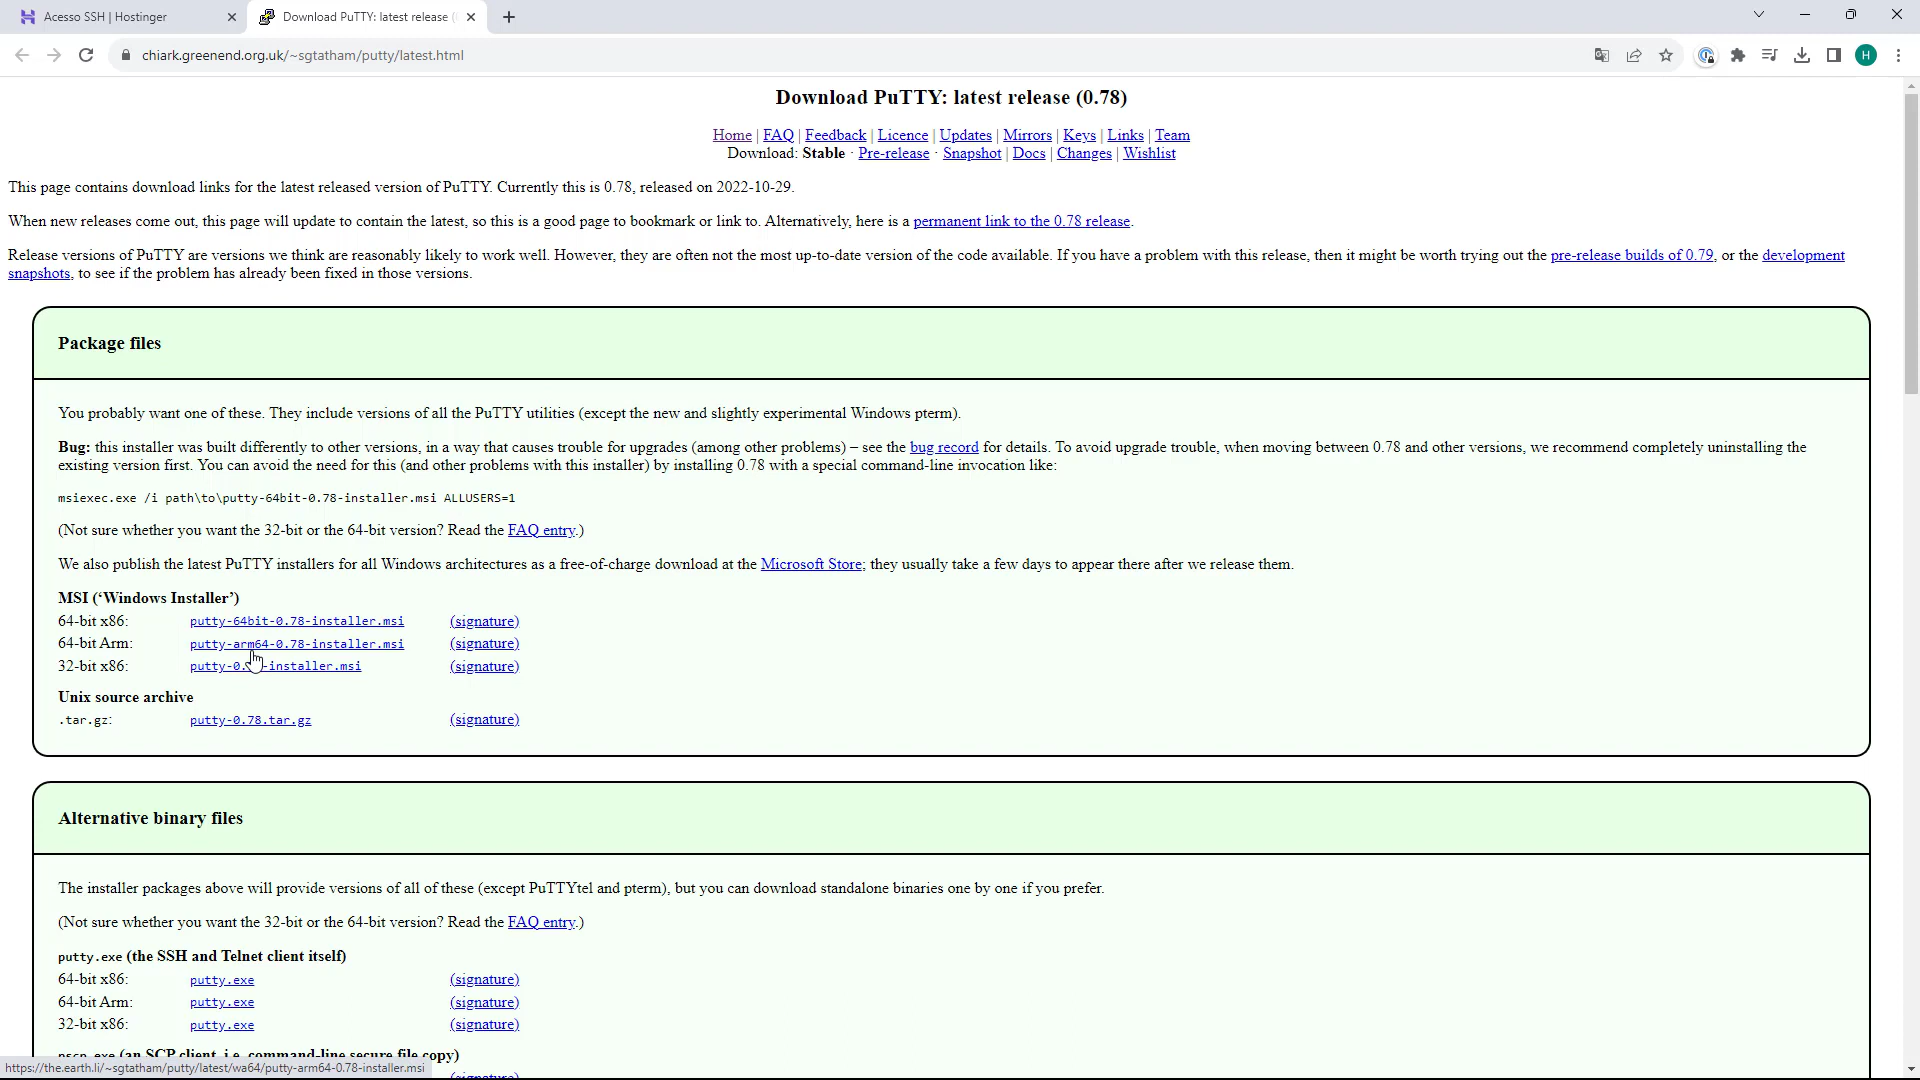 Acesso SSH | Hostinger
Download PuTTY: latest release (
chiark.greenend.org.uk/~sgtatham/putty/latest.html
H
Download PuTTY: latest release (0.78)
Home | FAQ | Feedback | Licence | Updates | Mirrors | Keys | Links | Team
Download: Stable · Pre-release · Snapshot | Docs | Changes | Wishlist
This page contains download links for the latest released version of PuTTY. Currently this is 0.78, released on 2022-10-29.
When new releases come out, this page will update to contain the latest, so this is a good page to bookmark or link to. Alternatively, here is a permanent link to the 0.78 release.
Release versions of PuTTY are versions we think are reasonably likely to work well. However, they are often not the most up-to-date version of the code available. If you have a problem with this release, then it might be worth trying out the pre-release builds of 0.79, or the development
snapshots, to see if the problem has already been fixed in those versions.
Package files
You probably want one of these. They include versions of all the PuTTY utilities (except the new and slightly experimental Windows pterm).
Bug: this installer was built differently to other versions, in a way that causes trouble for upgrades (among other problems) – see the bug record for details. To avoid upgrade trouble, when moving between 0.78 and other versions, we recommend completely uninstalling the
existing version first. You can avoid the need for this (and other problems with this installer) by installing 0.78 with a special command-line invocation like:
msiexec.exe /i path\to\putty-64bit-0.78-installer.msi ALLUSERS=1
(Not sure whether you want the 32-bit or the 64-bit version? Read the FAQ entry.)
We also publish the latest PuTTY installers for all Windows architectures as a free-of-charge download at the Microsoft Store; they usually take a few days to appear there after we release them.
MSI (‘Windows Installer’)
64-bit x86: putty-64bit-0.78-installer.msi (signature)
64-bit Arm: putty-arm64-0.78-installer.msi (signature)
32-bit x86: putty-0.78-installer.msi (signature)
Unix source archive
.tar.gz: putty-0.78.tar.gz (signature)
Alternative binary files
The installer packages above will provide versions of all of these (except PuTTYtel and pterm), but you can download standalone binaries one by one if you prefer.
(Not sure whether you want the 32-bit or the 64-bit version? Read the FAQ entry.)
putty.exe (the SSH and Telnet client itself)
64-bit x86: putty.exe (signature)
64-bit Arm: putty.exe (signature)
32-bit x86: putty.exe (signature)
pscp.exe (an SCP client, i.e. command-line secure file copy)
https://the.earth.li/~sgtatham/putty/latest/wa64/putty-arm64-0.78-installer.msi (signature)